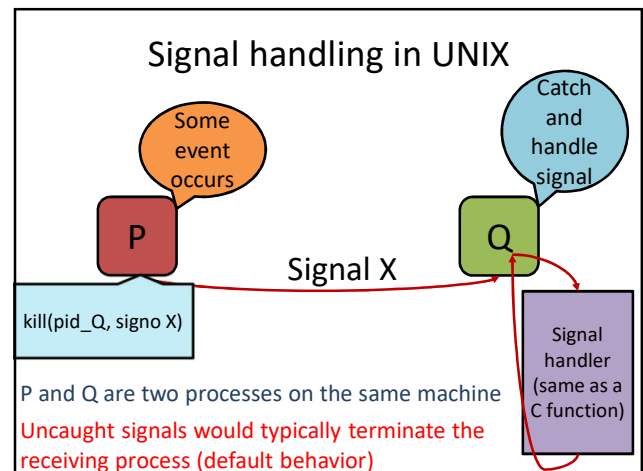 Signal handling in UNIX
Some
event
occurs
Catch
and
handle
signal
P
Q
Signal X
kill(pid_Q, signo X)
Signal
handler
(same as a
C function)
P and Q are two processes on the same machine
Uncaught signals would typically terminate the
receiving process (default behavior)